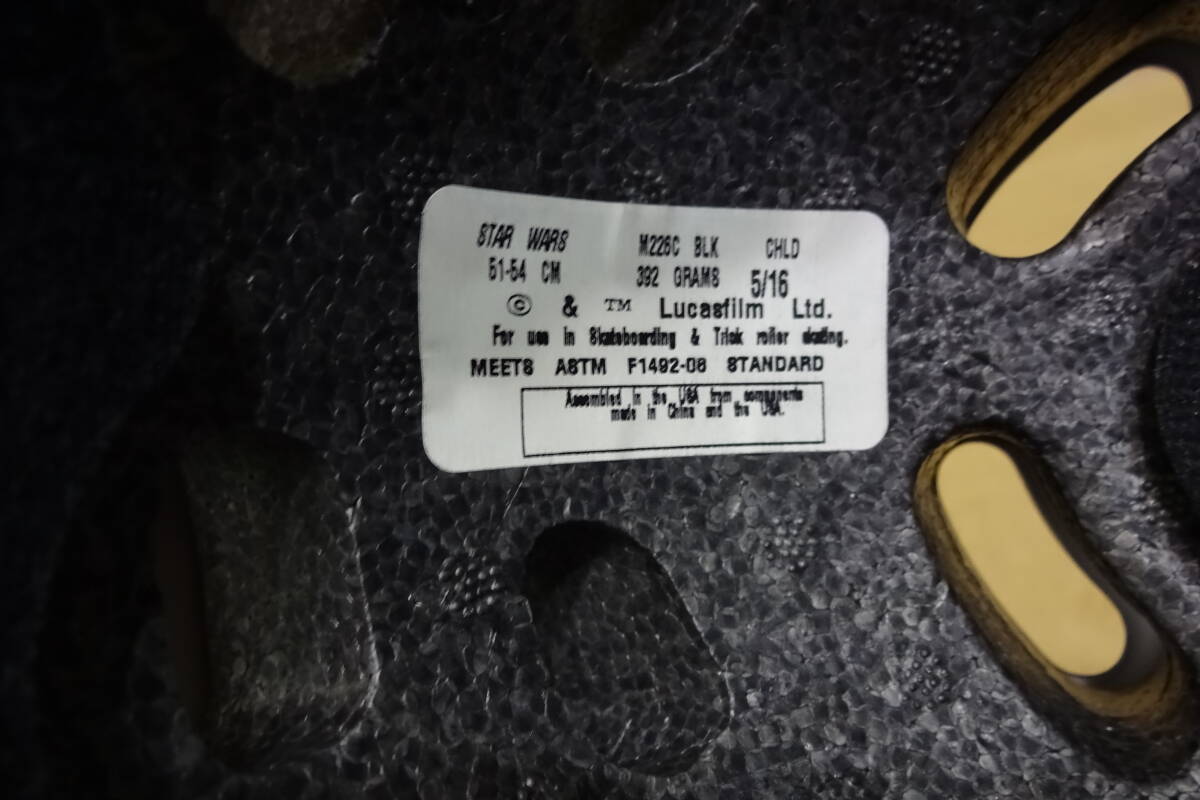 STAR WARS M226C BLK CHLD
51-54 CM 392 GRAMS 5/16
© & ™ Lucasfilm Ltd.
For use in Skateboarding & Trick roller skating.
MEETS ASTM F1492-08 STANDARD
Assembled in the USA from components
made in China and the USA.